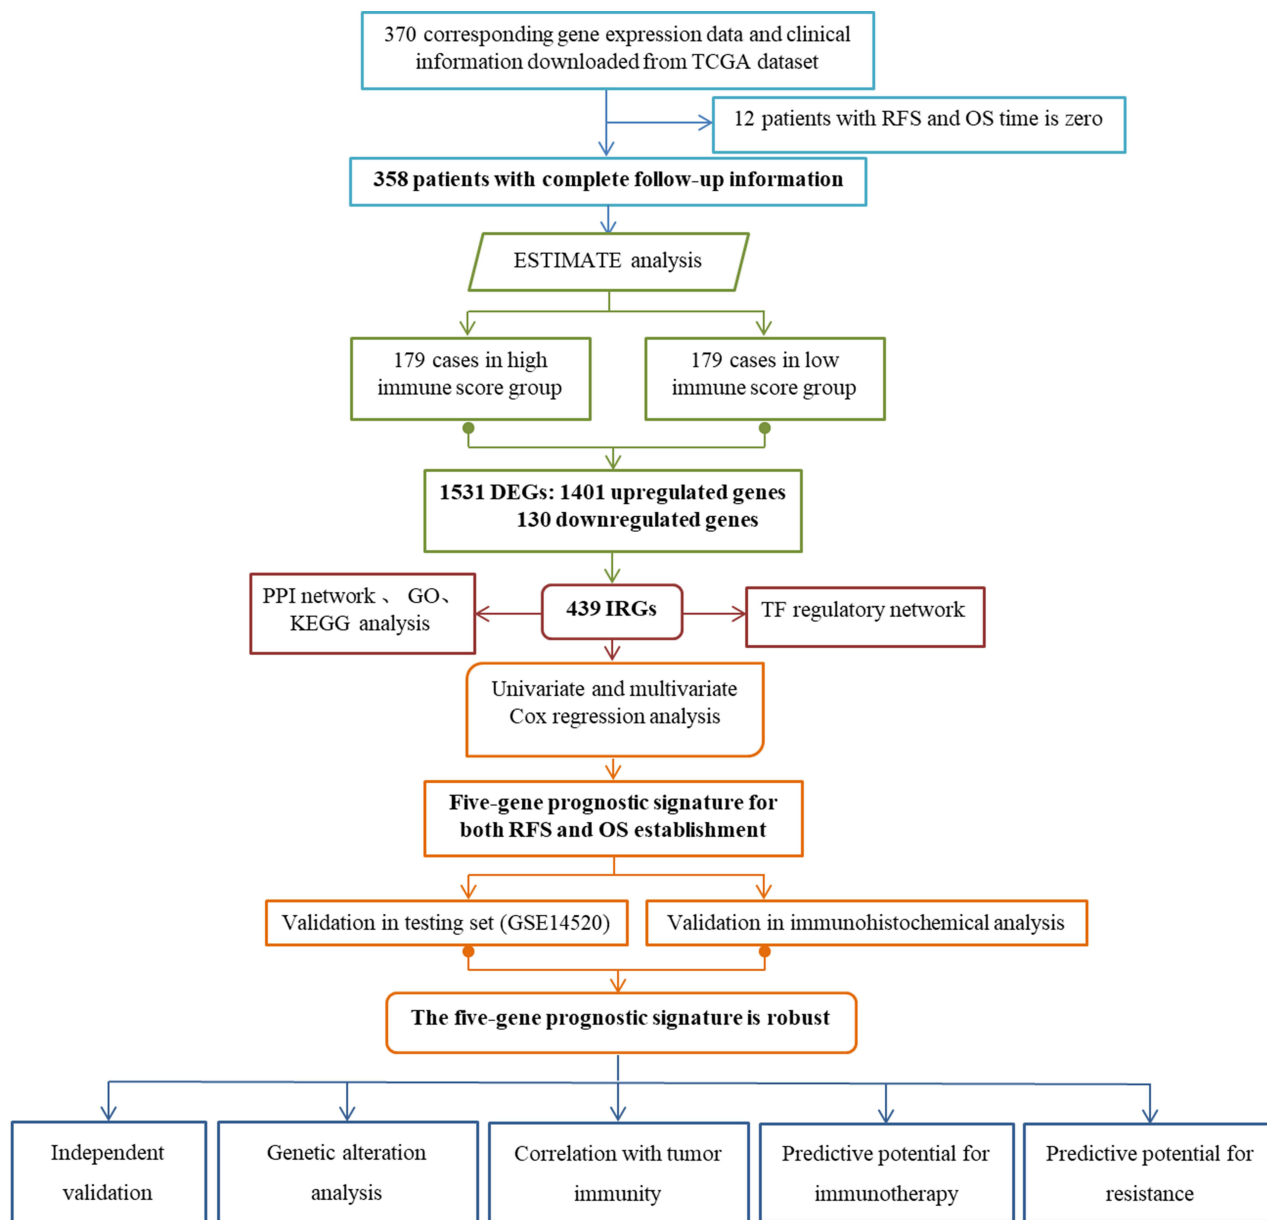 370 corresponding gene expression data and clinical
information downloaded from TCGA dataset
12 patients with RFS and OS time is zero
358 patients with complete follow-up information
ESTIMATE analysis
179 cases in high
immune score group
179 cases in low
immune score group
1531 DEGs: 1401 upregulated genes
130 downregulated genes
PPI network 、 GO、
KEGG analysis
439 IRGs
TF regulatory network
Univariate and multivariate
Cox regression analysis
Five-gene prognostic signature for
both RFS and OS establishment
Validation in testing set (GSE14520)
Validation in immunohistochemical analysis
The five-gene prognostic signature is robust
Independent
validation
Genetic alteration
analysis
Correlation with tumor
immunity
Predictive potential for
immunotherapy
Predictive potential for
resistance